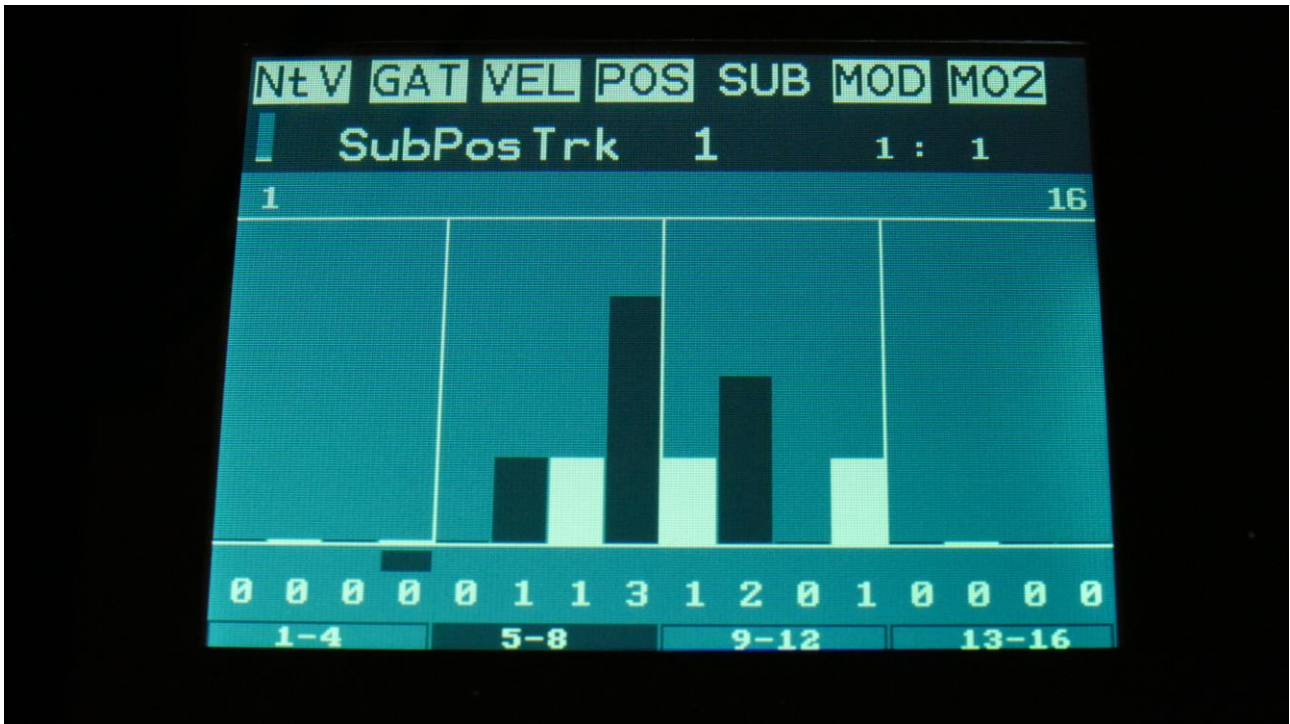 NtV GAT VEL POS SUB MOD MO2
SubPosTrk 1 1: 1
1 16
0 0 0 0 0 1 1 3 1 2 0 1 0 0 0 0
1-4 5-8 9-12 13-16